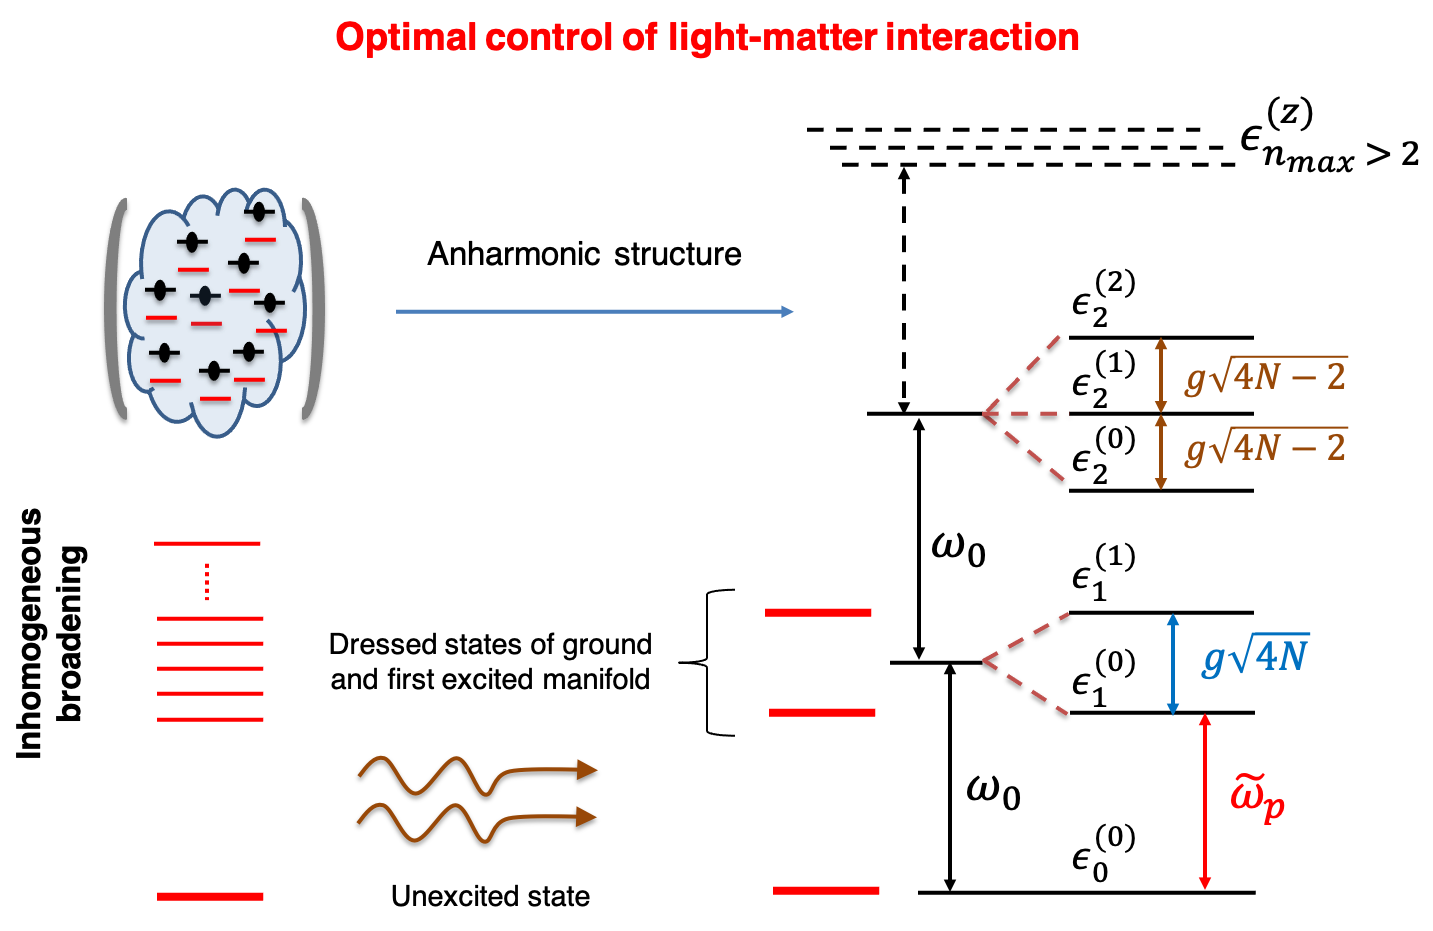 Optimal control of light-matter interaction
ϵ_{n_{max} > 2}^{(z)}
Anharmonic structure
ϵ_2^{(2)}
g√(4N − 2)
ϵ_2^{(1)}
g√(4N − 2)
ϵ_2^{(0)}
ω_0
Inhomogeneous
broadening
Dressed states of ground
and first excited manifold
ϵ_1^{(1)}
g√(4N)
ϵ_1^{(0)}
ω_0
ω̃_p
ϵ_0^{(0)}
Unexcited state